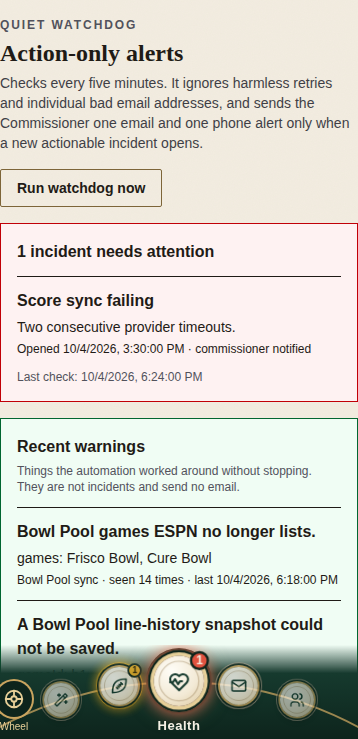 QUIET WATCHDOG
Action-only alerts
Checks every five minutes. It ignores harmless retries
and individual bad email addresses, and sends the
Commissioner one email and one phone alert only when
a new actionable incident opens.
Run watchdog now
1 incident needs attention
Score sync failing
Two consecutive provider timeouts.
Opened 10/4/2026, 3:30:00 PM · commissioner notified
Last check: 10/4/2026, 6:24:00 PM
Recent warnings
Things the automation worked around without stopping.
They are not incidents and send no email.
Bowl Pool games ESPN no longer lists.
games: Frisco Bowl, Cure Bowl
Bowl Pool sync · seen 14 times · last 10/4/2026, 6:18:00 PM
A Bowl Pool line-history snapshot could
not be saved.
1
1
Wheel
Health